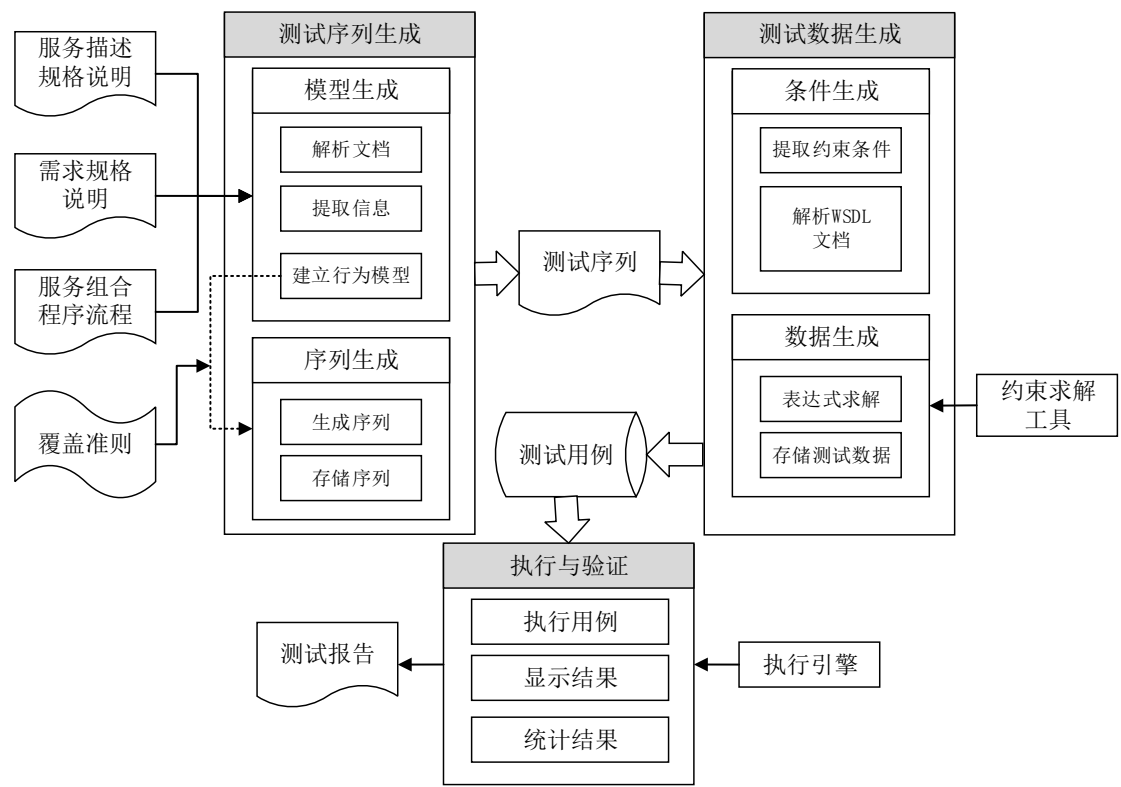 服务描述
规格说明
需求规格
说明
服务组合
程序流程
覆盖准则
测试序列生成
模型生成
解析文档
提取信息
建立行为模型
序列生成
生成序列
存储序列
测试序列
测试用例
测试数据生成
条件生成
提取约束条件
解析WSDL
文档
数据生成
表达式求解
存储测试数据
约束求解
工具
执行与验证
执行用例
显示结果
统计结果
测试报告
执行引擎